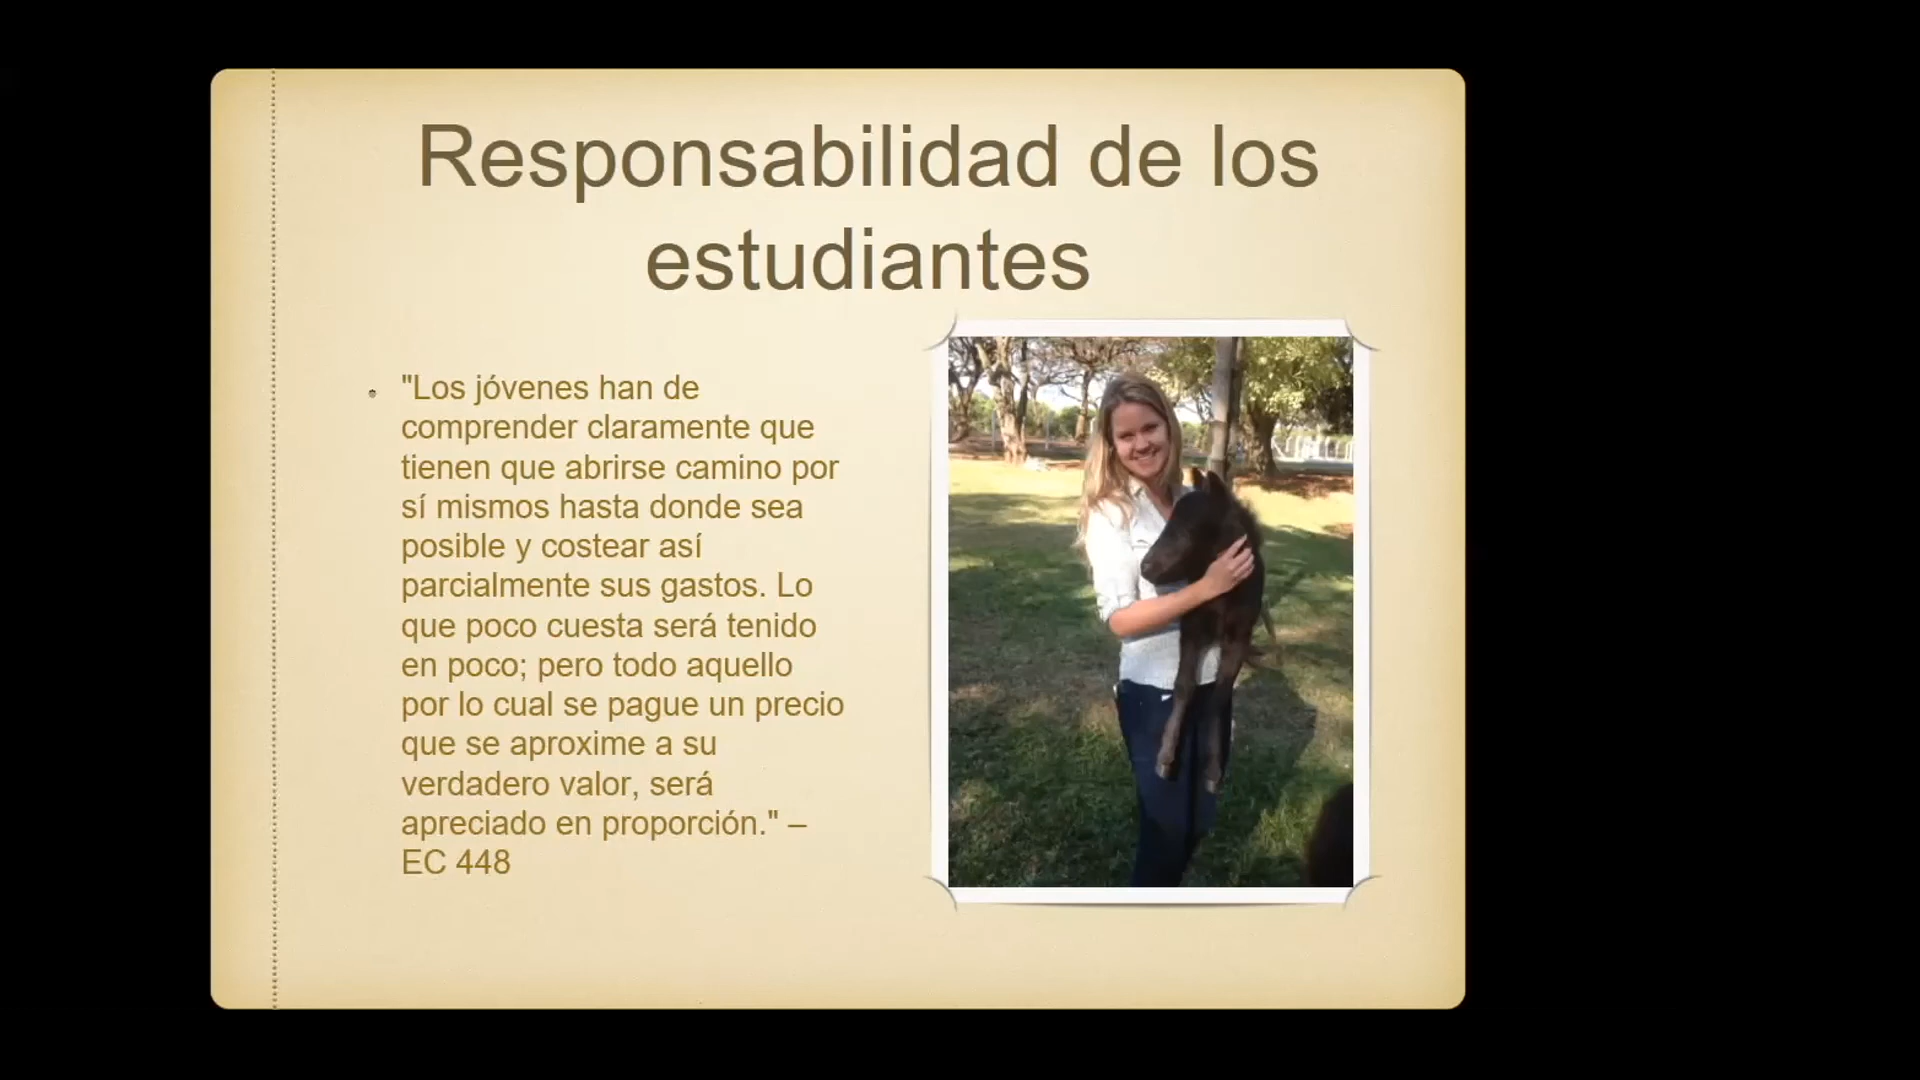 Responsabilidad de los
estudiantes
"Los jóvenes han de
comprender claramente que
tienen que abrirse camino por
sí mismos hasta donde sea
posible y costear así
parcialmente sus gastos. Lo
que poco cuesta será tenido
en poco; pero todo aquello
por lo cual se pague un precio
que se aproxime a su
verdadero valor, será
apreciado en proporción." –
EC 448